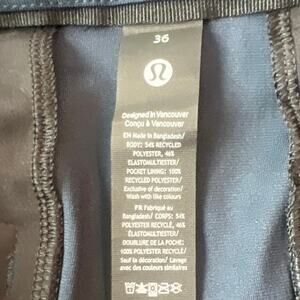 36
Designed in Vancouver
Conçu à Vancouver
EN Made in Bangladesh/
BODY: 54% RECYCLED
POLYESTER, 46%
ELASTOMULTIESTER/
POCKET LINING: 100%
RECYCLED POLYESTER/
Exclusive of decoration/
Wash with like colours
FR Fabriqué au
Bangladesh/ CORPS: 54%
POLYESTER RECYCLÉ, 46%
ÉLASTOMULTIESTER/
DOUBLURE DE LA POCHE:
100% POLYESTER RECYCLÉ/
Sauf la décoration/ Lavage
avec des couleurs similaires